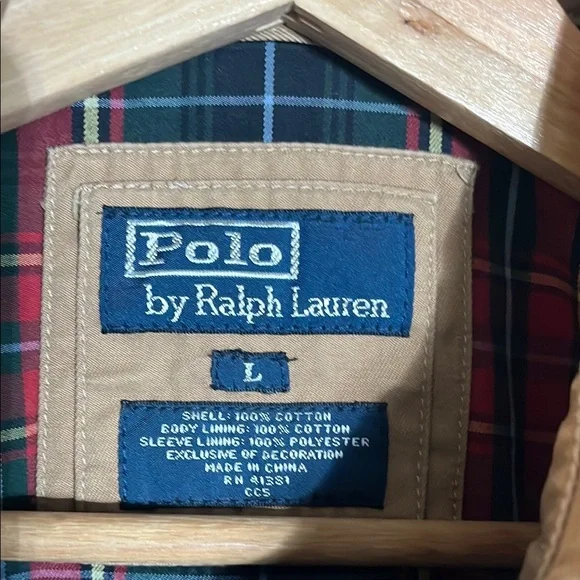 Polo
by Ralph Lauren
L
SHELL: 100% COTTON
BODY LINING: 100% COTTON
SLEEVE LINING: 100% POLYESTER
EXCLUSIVE OF DECORATION
MADE IN CHINA
RN 41381
CC5